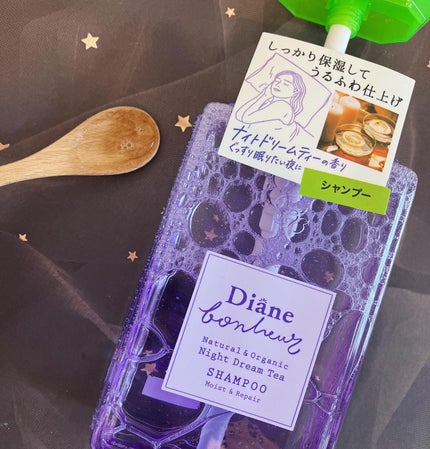 しっかり保湿して
うるふわ仕上げ
ナイトドリームティーの香り
ぐっすり眠りたい夜に
シャンプー
Diane
bonheur
Natural & Organic
Night Dream Tea
SHAMPOO
Moist & Repair